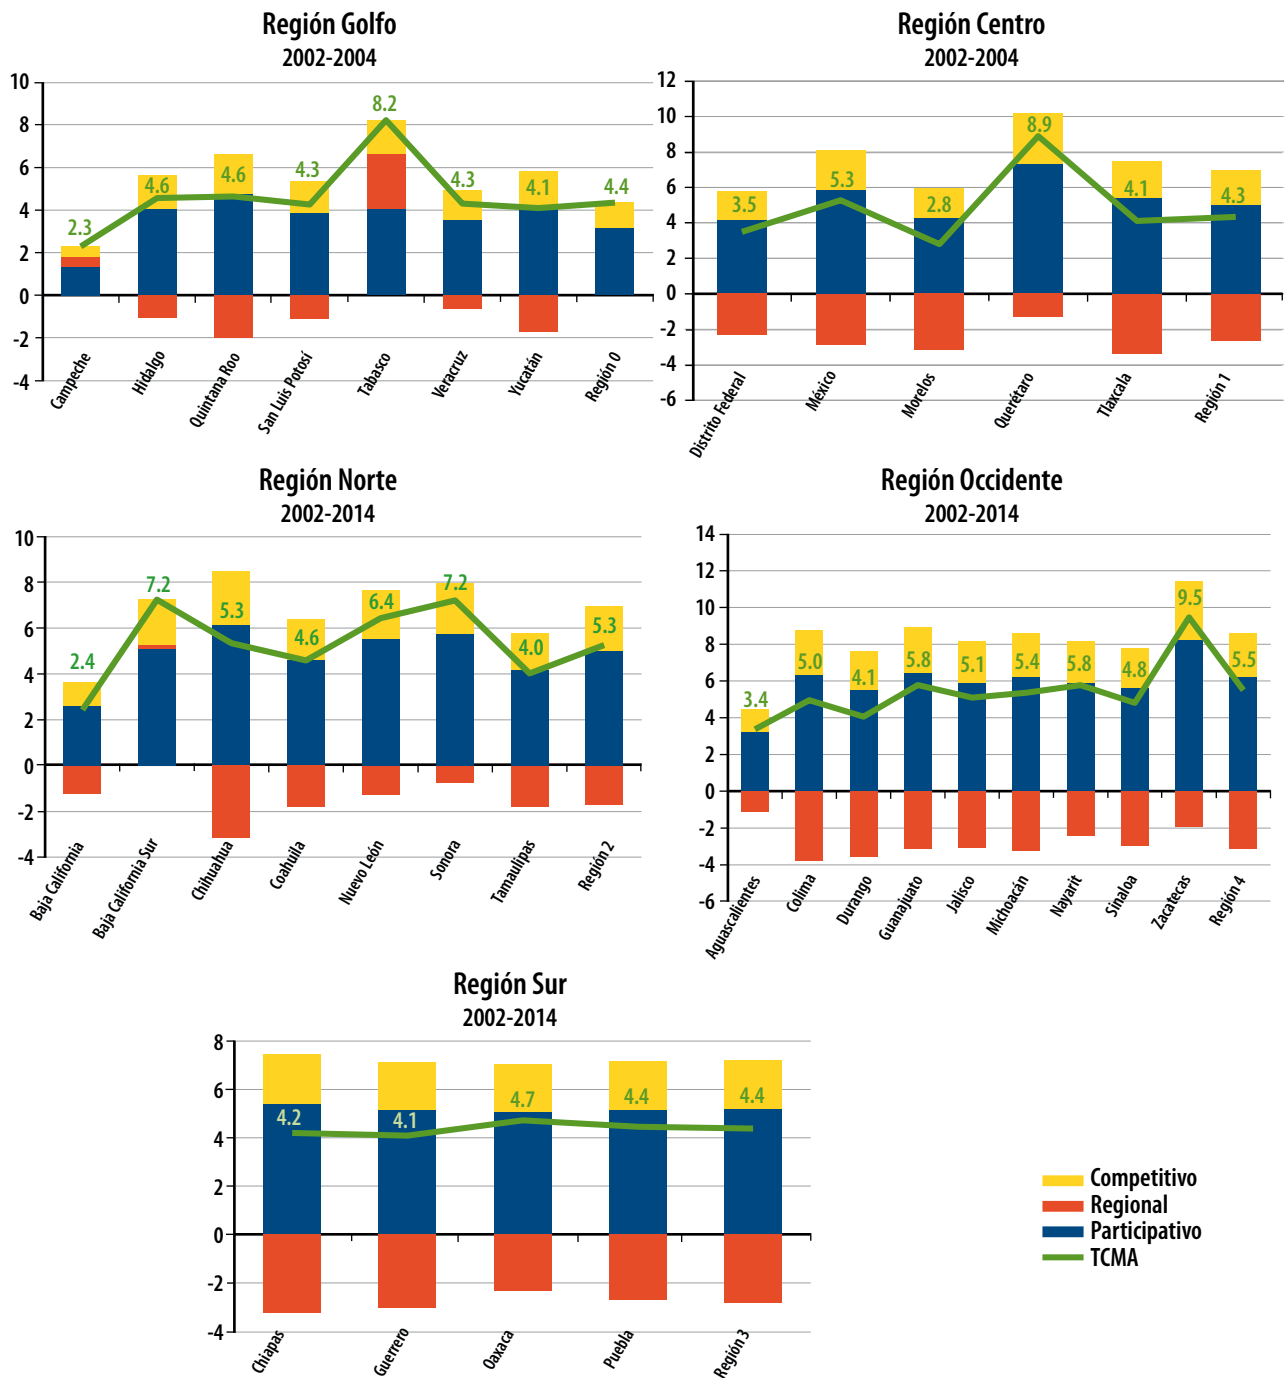 Región Golfo
2002-2004
10
8
6
4
2
0
-2
-4
2.3
4.6
4.6
4.3
8.2
4.3
4.1
4.4
Campeche
Hidalgo
Quintana Roo
San Luis Potosí
Tabasco
Veracruz
Yucatán
Región 0
Región Centro
2002-2004
12
10
8
6
4
2
0
-2
-4
-6
3.5
5.3
2.8
8.9
4.1
4.3
Distrito Federal
México
Morelos
Querétaro
Tlaxcala
Región 1
Región Norte
2002-2014
10
8
6
4
2
0
-2
-4
2.4
7.2
5.3
4.6
6.4
7.2
4.0
5.3
Baja California
Baja California Sur
Chihuahua
Coahuila
Nuevo León
Sonora
Tamaulipas
Región 2
Región Occidente
2002-2014
14
12
10
8
6
4
2
0
-2
-4
-6
3.4
5.0
4.1
5.8
5.1
5.4
5.8
4.8
9.5
5.5
Aguascalientes
Colima
Durango
Guanajuato
Jalisco
Michoacán
Nayarit
Sinaloa
Zacatecas
Región 4
Región Sur
2002-2014
8
6
4
2
0
-2
-4
4.2
4.1
4.7
4.4
4.4
Chiapas
Guerrero
Oaxaca
Puebla
Región 3
Competitivo
Regional
Participativo
TCMA